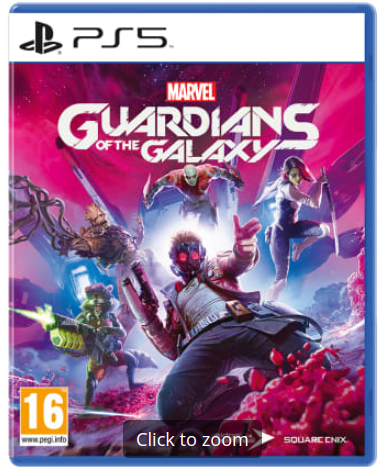 PS5
MARVEL
GUARDIANS
OF THE
GALAXY
16
www.pegi.info
Click to zoom
SQUARE ENIX